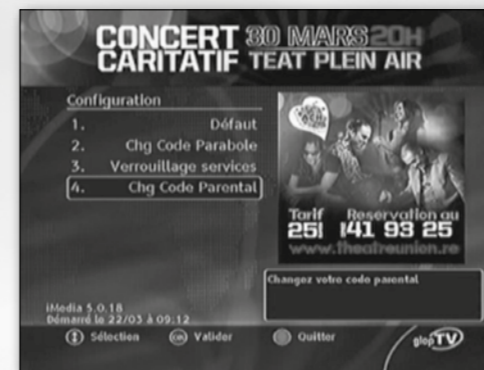 CONCERT 30 MARS 20H
CARITATIF TEAT PLEIN AIR
Configuration
1. Défaut
2. Chg Code Parabole
3. Verrouillage services
4. Chg Code Parental
Tarif Reservation au
25 41 93 25
www.theatreunion.re
Changez votre code parental
iMedia 5.0.18
Démarré le 22/03 à 09:12
Sélection OK Valider Quitter
glopTV